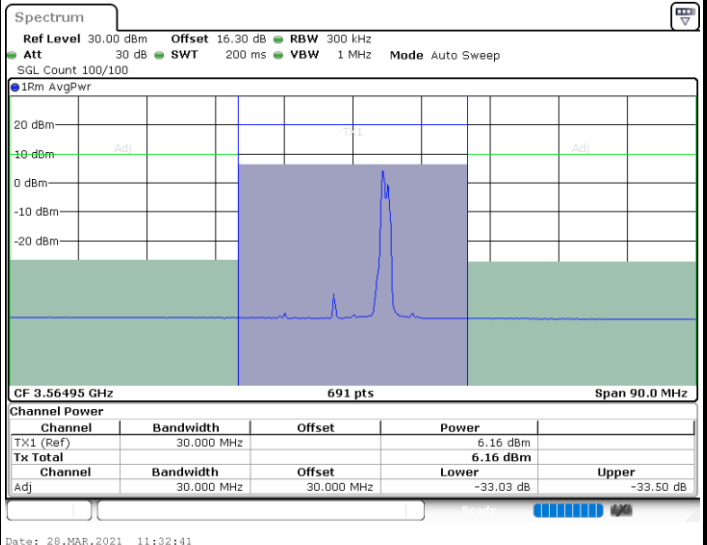 Spectrum
Ref Level 30.00 dBm Offset 16.30 dB RBW 300 kHz
Att 30 dB SWT 200 ms VBW 1 MHz Mode Auto Sweep
SGL Count 100/100
1Rm AvgPwr
20 dBm
TX1
Adj
Adj
10 dBm
0 dBm
-10 dBm
-20 dBm
CF 3.56495 GHz 691 pts Span 90.0 MHz
Channel Power
Channel Bandwidth Offset Power
TX1 (Ref) 30.000 MHz 6.16 dBm
Tx Total 6.16 dBm
Channel Bandwidth Offset Lower Upper
Adj 30.000 MHz 30.000 MHz -33.03 dB -33.50 dB
Ready
Date: 28.MAR.2021 11:32:41